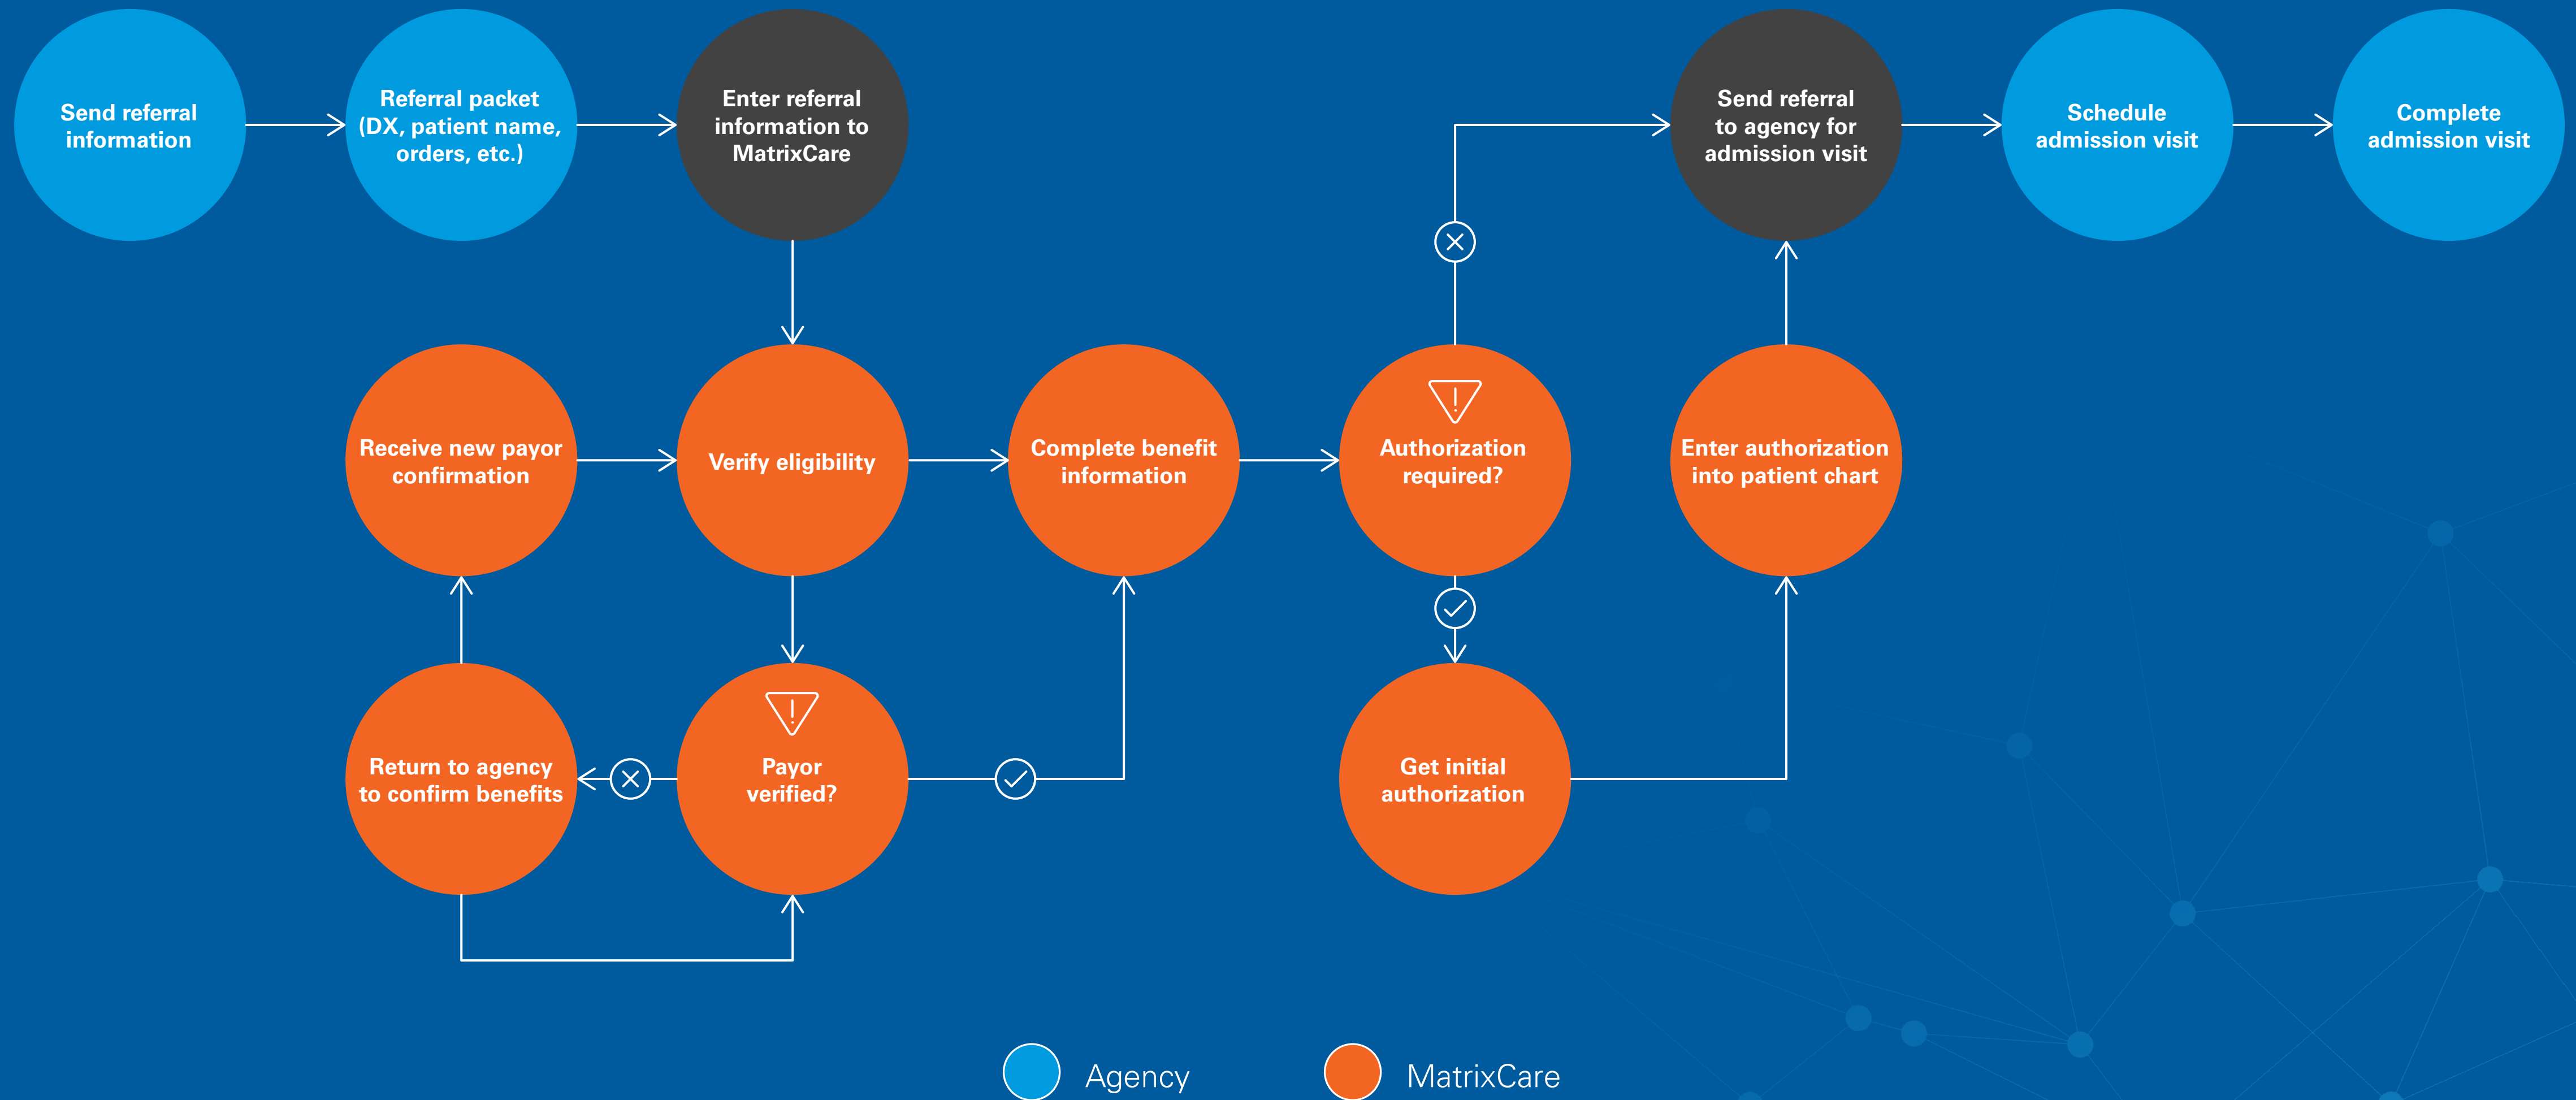 Send referral
information
Referral packet
(DX, patient name,
orders, etc.)
Enter referral
information to
MatrixCare
Send referral
to agency for
admission visit
Schedule
admission visit
Complete
admission visit
Receive new payor
confirmation
Verify eligibility
Complete benefit
information
Authorization
required?
Enter authorization
into patient chart
Return to agency
to confirm benefits
Payor
verified?
Get initial
authorization
Agency
MatrixCare